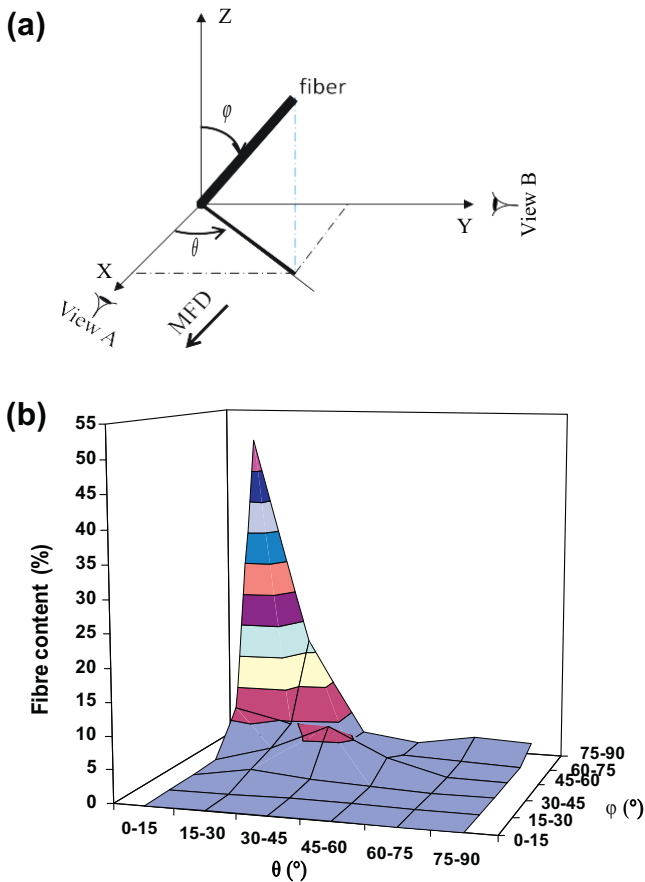 (a)
Z
fiber
φ
Y
View B
θ
X
View A
MFD
(b)
Fibre content (%)
55
50
45
40
35
30
25
20
15
10
5
0
0-15
15-30
30-45
45-60
60-75
75-90
θ (°)
75-90
60-75
45-60
30-45
15-30
0-15
φ (°)